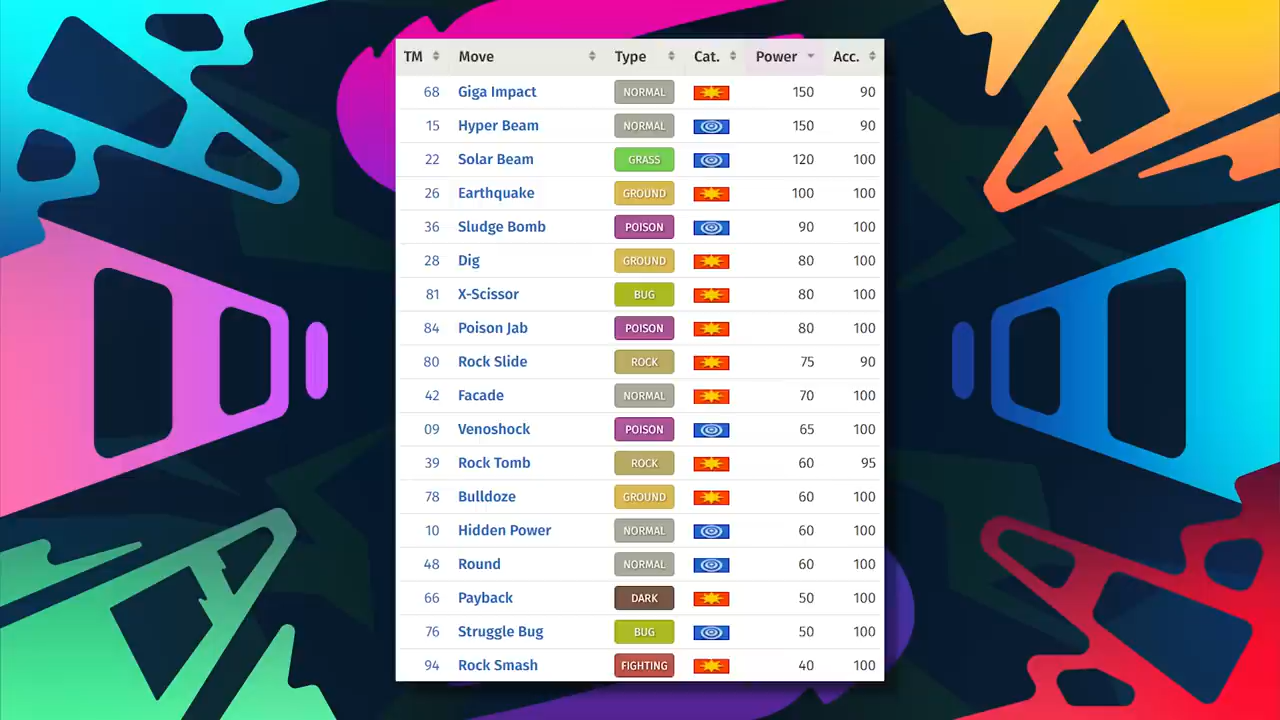 TM Move Type Cat. Power Acc.
68 Giga Impact NORMAL 150 90
15 Hyper Beam NORMAL 150 90
22 Solar Beam GRASS 120 100
26 Earthquake GROUND 100 100
36 Sludge Bomb POISON 90 100
28 Dig GROUND 80 100
81 X-Scissor BUG 80 100
84 Poison Jab POISON 80 100
80 Rock Slide ROCK 75 90
42 Facade NORMAL 70 100
09 Venoshock POISON 65 100
39 Rock Tomb ROCK 60 95
78 Bulldoze GROUND 60 100
10 Hidden Power NORMAL 60 100
48 Round NORMAL 60 100
66 Payback DARK 50 100
76 Struggle Bug BUG 50 100
94 Rock Smash FIGHTING 40 100